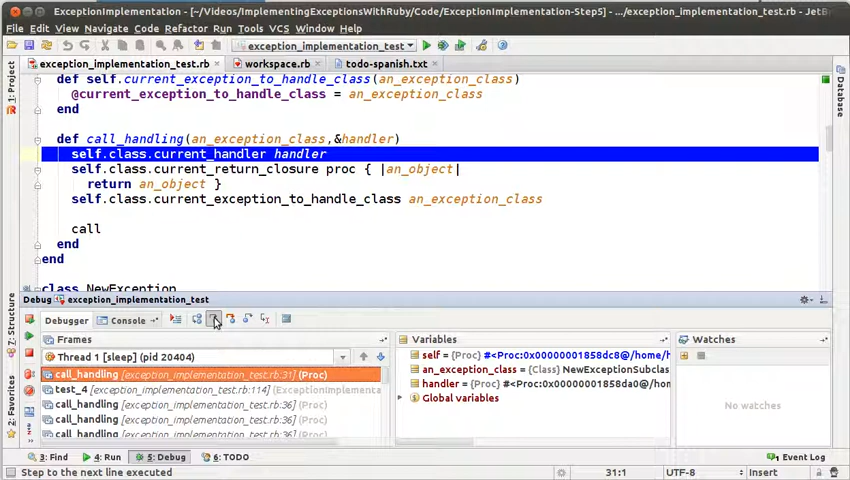 ExceptionImplementation - [~/Videos/ImplementingExceptionsWithRuby/Code/ExceptionImplementation-Step5] - .../exception_implementation_test.rb - JetBr
File Edit View Navigate Code Refactor Run Tools VCS Window Help
exception_implementation_test
exception_implementation_test.rb workspace.rb todo-spanish.txt
1: Project
7: Structure
2: Favorites
Database
def self.current_exception_to_handle_class(an_exception_class)
@current_exception_to_handle_class = an_exception_class
end
def call_handling(an_exception_class,&handler)
self.class.current_handler handler
self.class.current_return_closure proc { |an_object|
return an_object }
self.class.current_exception_to_handle_class an_exception_class
call
end
end
class NewException
Debug exception_implementation_test
Debugger Console
Frames
Thread 1 [sleep] (pid 20404)
call_handling [exception_implementation_test.rb:31] (Proc)
test_4 [exception_implementation_test.rb:114]
call_handling [exception_implementation_test.rb:36] (Proc)
call_handling [exception_implementation_test.rb:36] (Proc)
call_handling [exception_implementation_test.rb:36] (Proc)
Variables
self = {Proc} #<Proc:0x00000001858dc8@/home/h
an_exception_class = {Class} NewExceptionSubclas
handler = {Proc} #<Proc:0x00000001858da0@/hom
Global variables
Watches
No watches
3: Find 4: Run 5: Debug 6: TODO
1 Event Log
Step to the next line executed
31:1 UTF-8 Insert